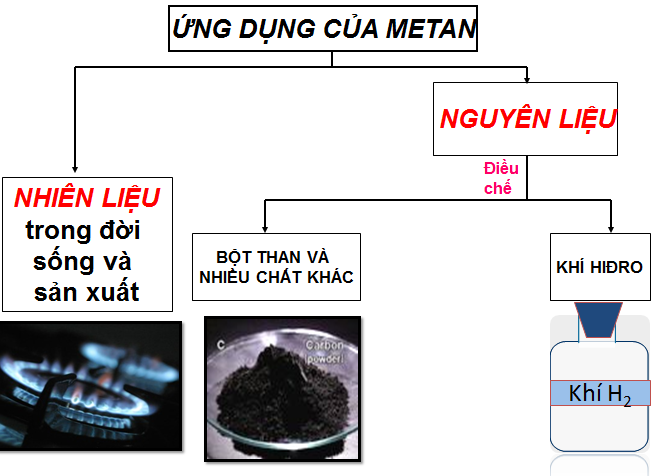 ỨNG DỤNG CỦA METAN
NGUYÊN LIỆU
Điều
chế
NHIÊN LIỆU
trong đời
sống và
sản xuất
BỘT THAN VÀ
NHIỀU CHẤT KHÁC
KHÍ HIĐRO
C
Carbon
(powder)
Khí H₂